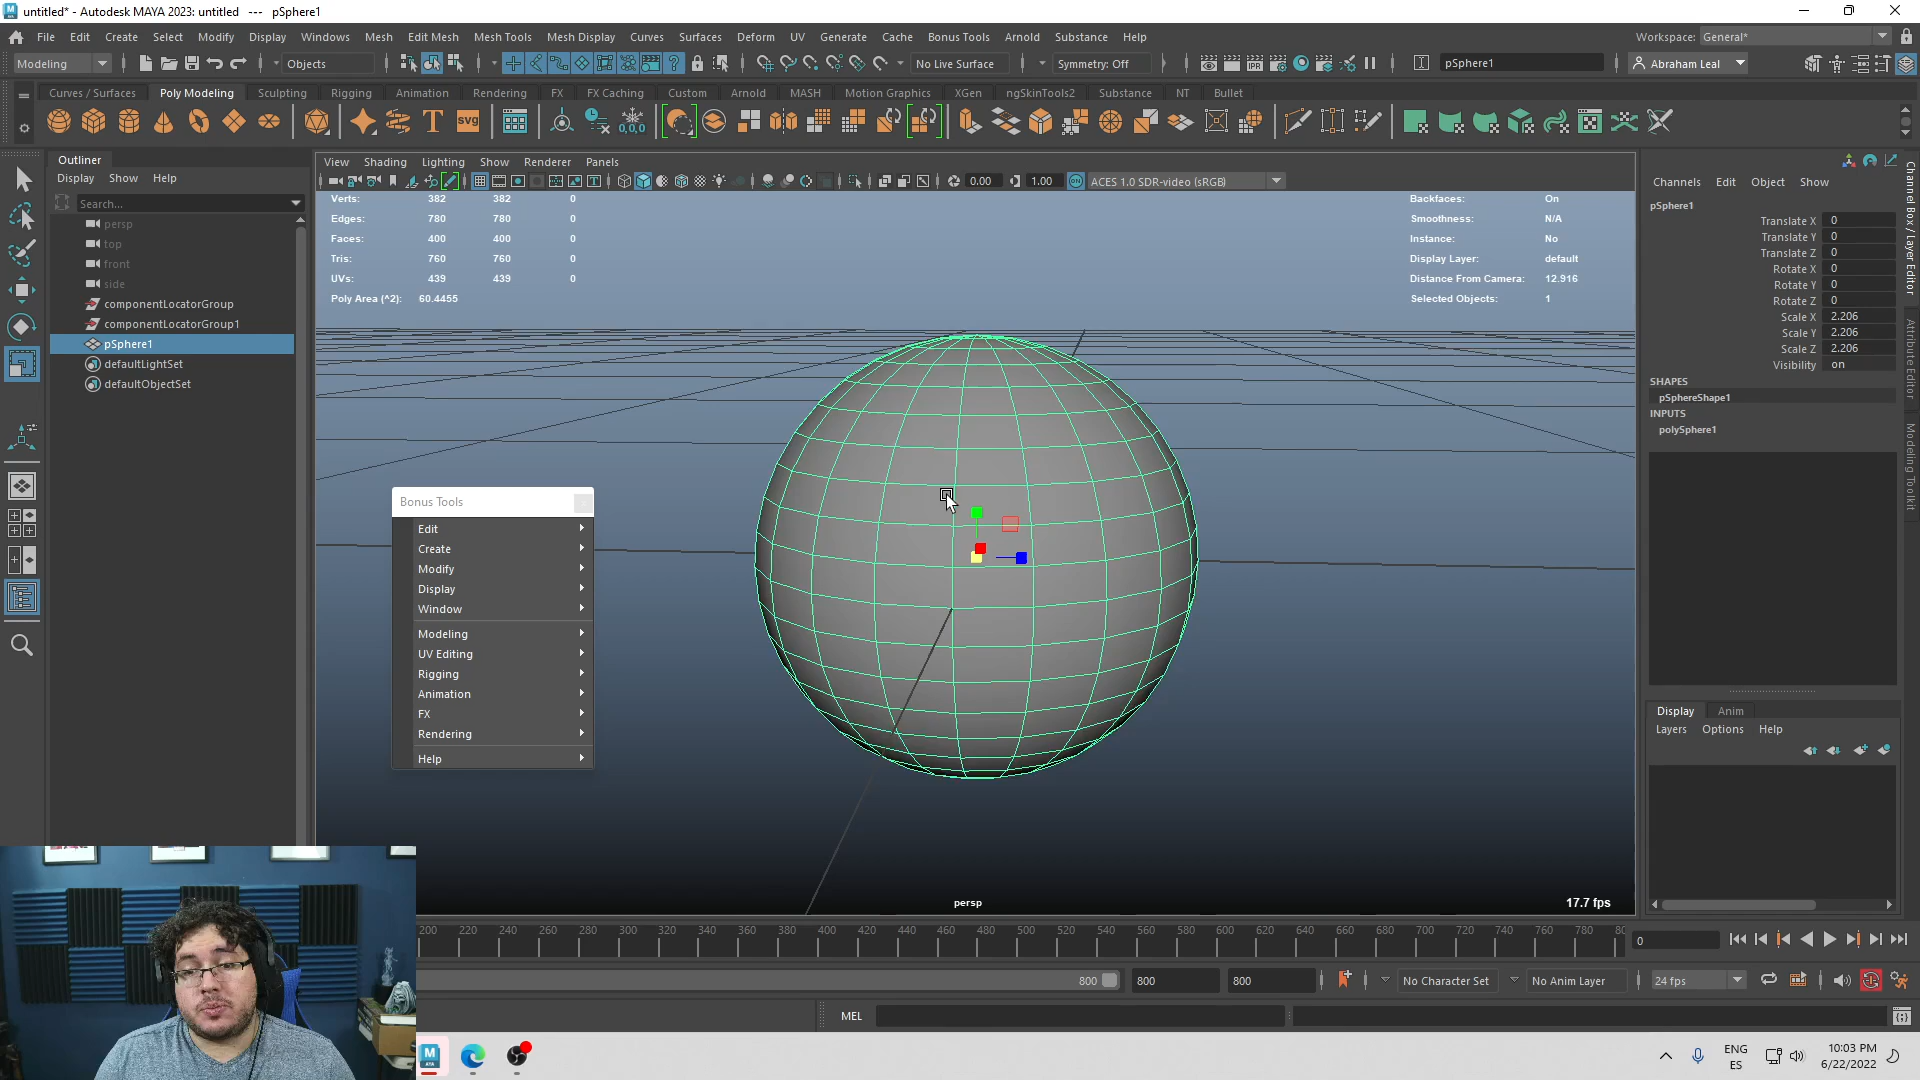 untitled* - Autodesk MAYA 2023: untitled --- pSphere1
File Edit Create Select Modify Display Windows Mesh Edit Mesh Mesh Tools Mesh Display Curves Surfaces Deform UV Generate Cache Bonus Tools Arnold Substance Help
Workspace: General*
Modeling Objects No Live Surface Symmetry: Off pSphere1 Abraham Leal
Curves / Surfaces Poly Modeling Sculpting Rigging Animation Rendering FX FX Caching Custom Arnold MASH Motion Graphics XGen ngSkinTools2 Substance NT Bullet
Outliner
Display Show Help
Search...
persp
top
front
side
componentLocatorGroup
componentLocatorGroup1
pSphere1
defaultLightSet
defaultObjectSet
View Shading Lighting Show Renderer Panels
0.00 1.00 ACES 1.0 SDR-video (sRGB)
Verts: 382 382 0
Edges: 780 780 0
Faces: 400 400 0
Tris: 760 760 0
UVs: 439 439 0
Poly Area (^2): 60.4455
Backfaces: On
Smoothness: N/A
Instance: No
Display Layer: default
Distance From Camera: 12.916
Selected Objects: 1
Bonus Tools
Edit
Create
Modify
Display
Window
Modeling
UV Editing
Rigging
Animation
FX
Rendering
Help
persp
17.7 fps
Channels Edit Object Show
pSphere1
Translate X 0
Translate Y 0
Translate Z 0
Rotate X 0
Rotate Y 0
Rotate Z 0
Scale X 2.206
Scale Y 2.206
Scale Z 2.206
Visibility on
SHAPES
pSphereShape1
INPUTS
polySphere1
Channel Box / Layer Editor
Attribute Editor
Modeling Toolkit
Display Anim
Layers Options Help
200 220 240 260 280 300 320 340 360 380 400 420 440 460 480 500 520 540 560 580 600 620 640 660 680 700 720 740 760 780 80
0
800 800 800 No Character Set No Anim Layer 24 fps
MEL
ENG
ES
10:03 PM
6/22/2022